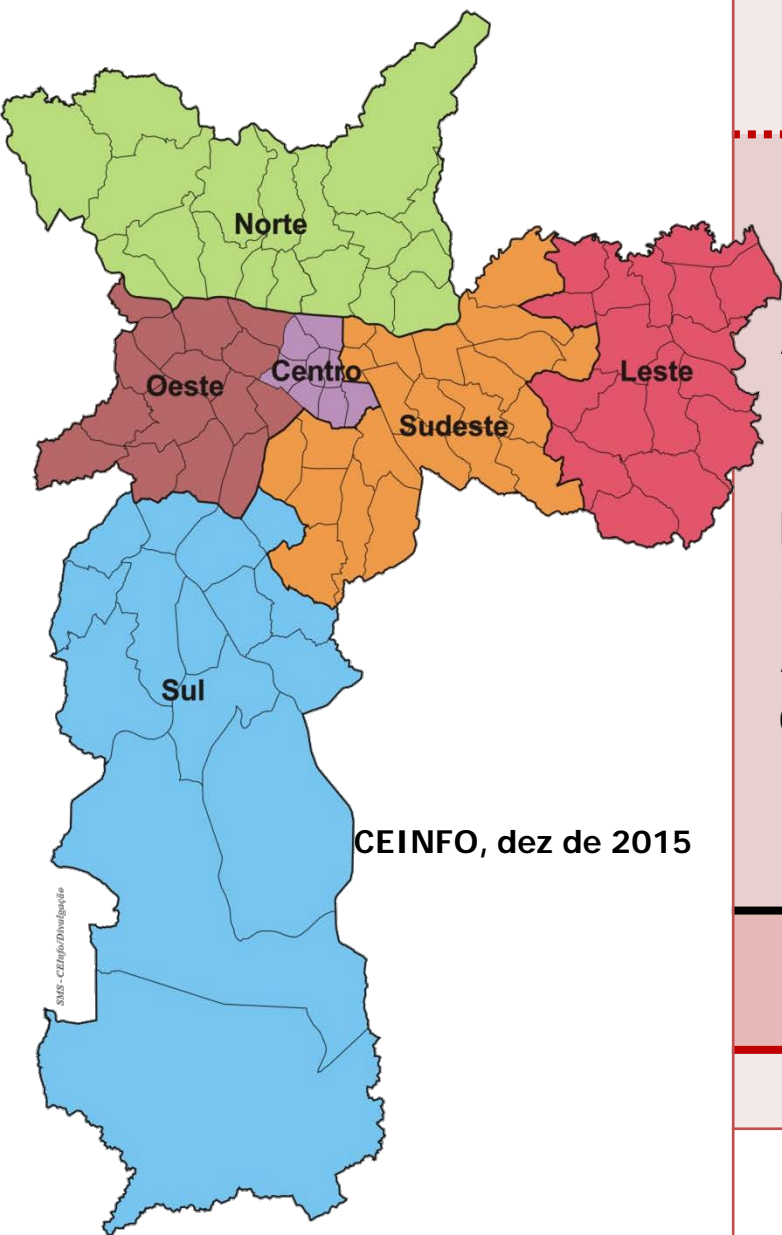 Norte
Oeste
Centro
Sudeste
Leste
Sul
CEINFO, dez de 2015
SMS - CEInfo/Divulgação